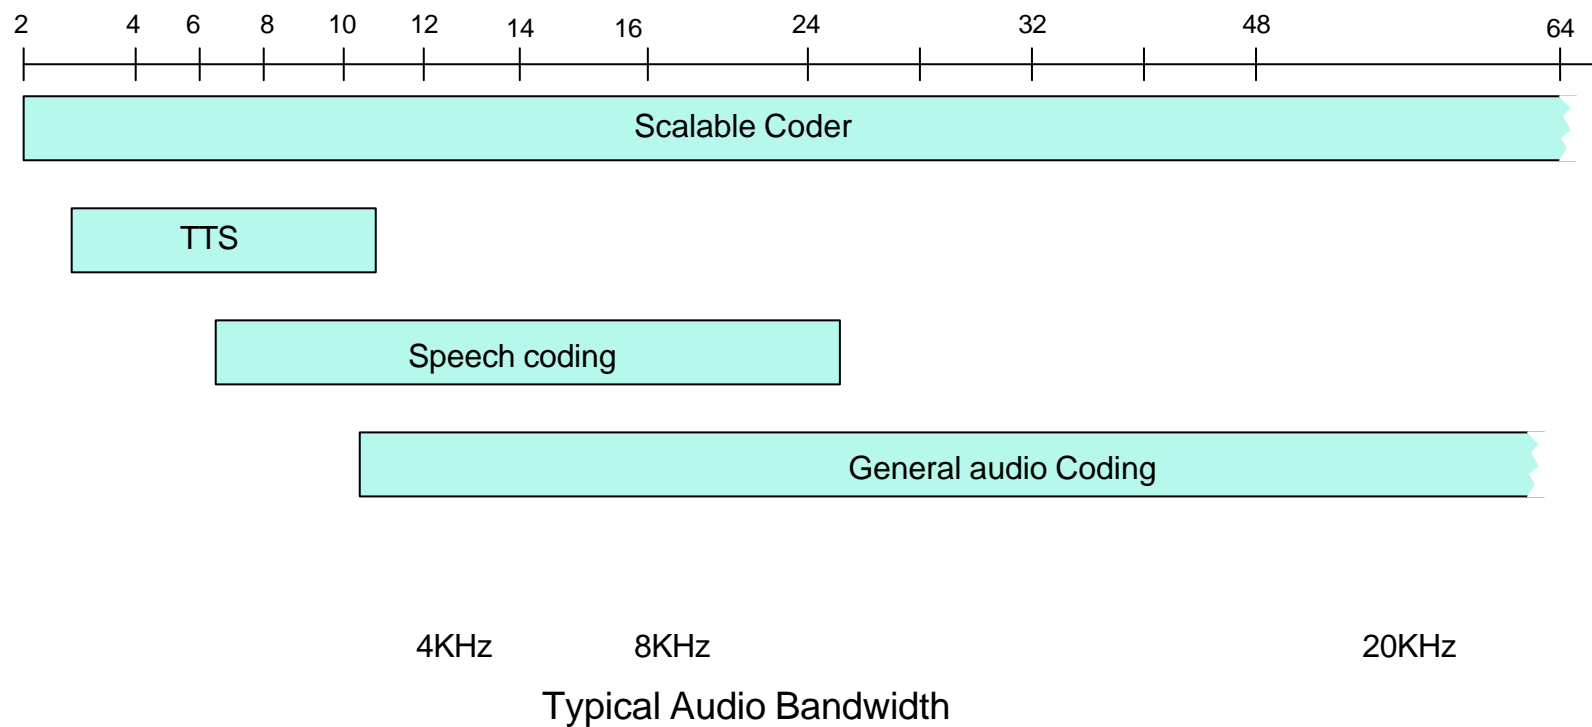 2 4 6 8 10 12 14 16 24 32 48 64
Scalable Coder
TTS
Speech coding
General audio Coding
4KHz 8KHz 20KHz
Typical Audio Bandwidth